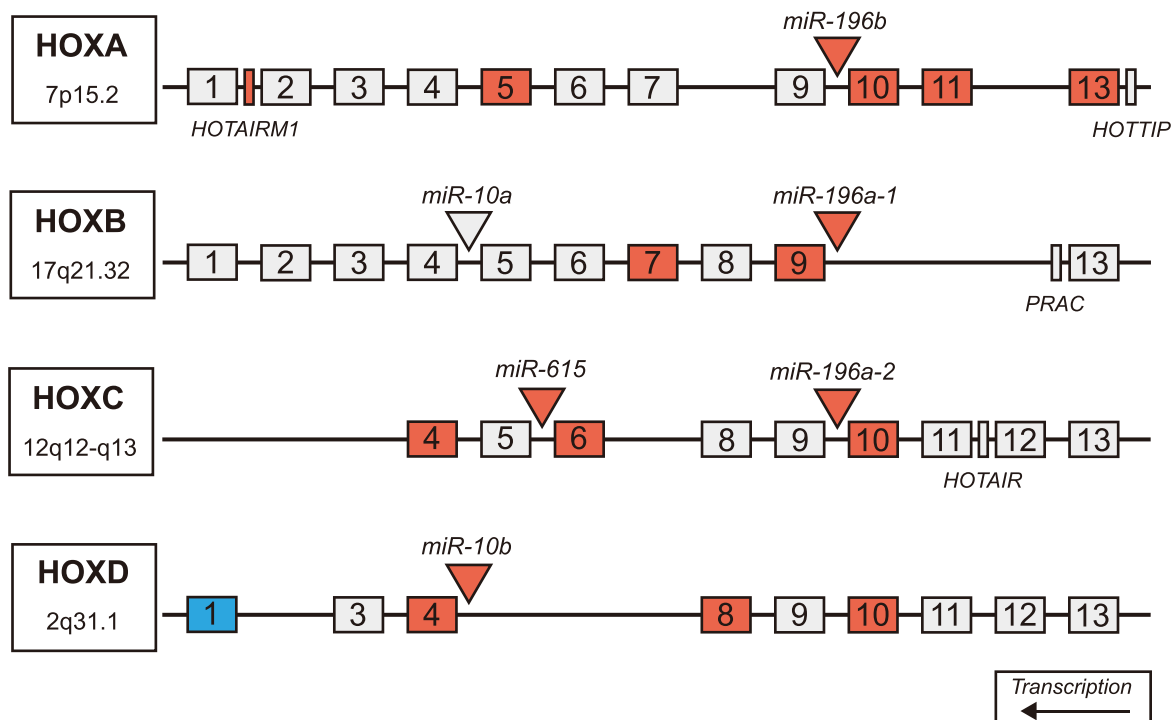 miR-196b
HOXA
7p15.2
1 2 3 4 5 6 7 9 10 11 13
HOTAIRM1 HOTTIP
miR-10a miR-196a-1
HOXB
17q21.32
1 2 3 4 5 6 7 8 9 13
PRAC
miR-615 miR-196a-2
HOXC
12q12-q13
4 5 6 8 9 10 11 12 13
HOTAIR
miR-10b
HOXD
2q31.1
1 3 4 8 9 10 11 12 13
Transcription